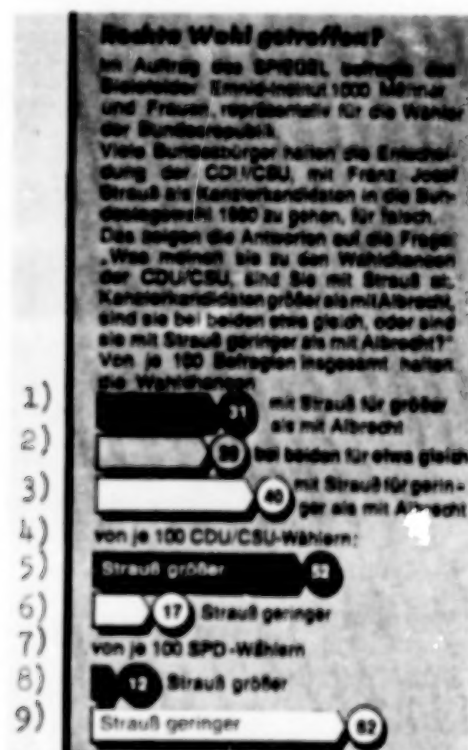 Rechte Wahl getroffen?
Im Auftrag des SPIEGEL befragte das
Bielefelder Emnid-Institut 1000 Männer
und Frauen, repräsentativ für die Wähler
der Bundesrepublik.
Viele Bundesbürger halten die Entschei-
dung der CDU/CSU, mit Franz Josef
Strauß als Kanzlerkandidaten in die Bun-
destagswahl 1980 zu gehen, für falsch.
Das zeigen die Antworten auf die Frage:
„Was meinen sie zu den Wahlchancen
der CDU/CSU, sind Sie mit Strauß als
Kanzlerkandidaten größer als mit Albrecht,
sind sie bei beiden etwa gleich, oder sind
sie mit Strauß geringer als mit Albrecht?"
Von je 100 Befragten insgesamt halten
die Wahlchancen
1) 31 mit Strauß für größer
als mit Albrecht
2) bei beiden für etwa gleich
3) 40 mit Strauß für gerin-
ger als mit Albrecht
4) von je 100 CDU/CSU-Wählern:
5) Strauß größer 52
6) 17 Strauß geringer
7) von je 100 SPD-Wählern
8) 12 Strauß größer
9) Strauß geringer 62